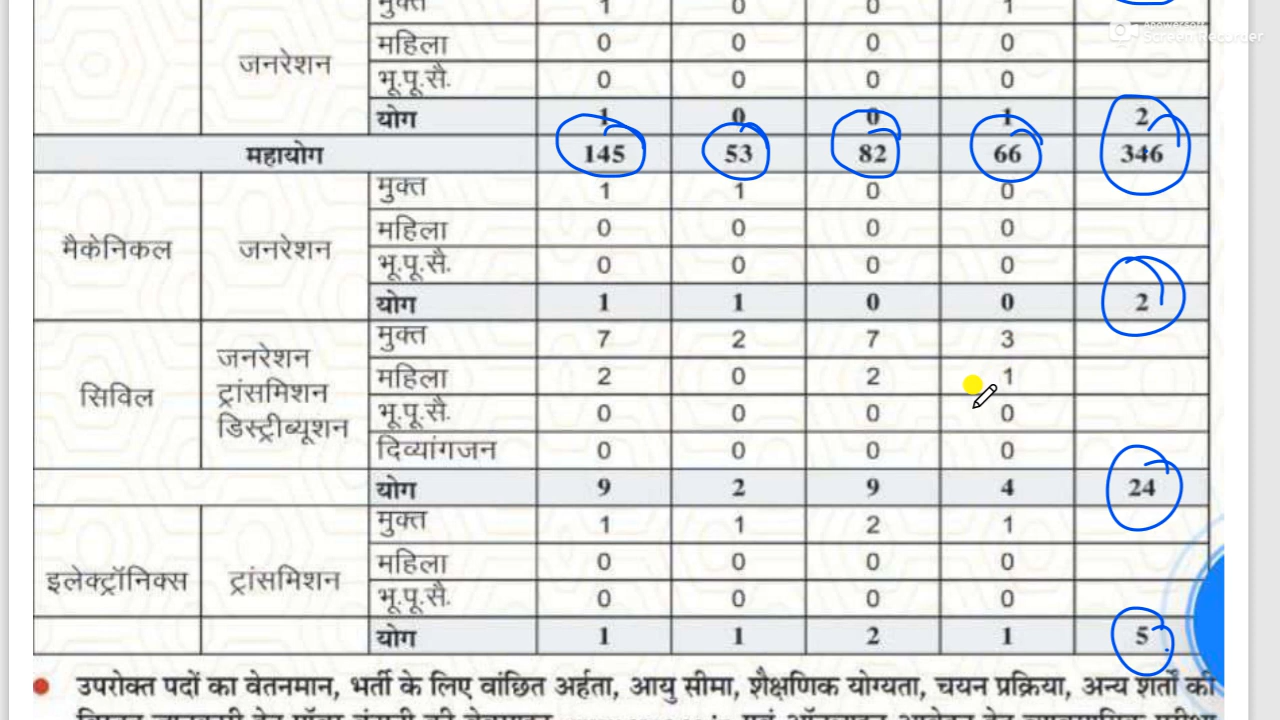 मुक्त 1 0 0 1
Screen Recorder
जनरेशन
महिला 0 0 0 0
भू.पू.सै. 0 0 0 0
योग 1 0 0 1 2
महायोग 145 53 82 66 346
मुक्त 1 1 0 0
मैकेनिकल जनरेशन
महिला 0 0 0 0
भू.पू.सै. 0 0 0 0
योग 1 1 0 0 2
मुक्त 7 2 7 3
सिविल
जनरेशन
ट्रांसमिशन
डिस्ट्रीब्यूशन
महिला 2 0 2 1
भू.पू.सै. 0 0 0 0
दिव्यांगजन 0 0 0 0
योग 9 2 9 4 24
मुक्त 1 1 2 1
इलेक्ट्रॉनिक्स ट्रांसमिशन
महिला 0 0 0 0
भू.पू.सै. 0 0 0 0
योग 1 1 2 1 5
उपरोक्त पदों का वेतनमान, भर्ती के लिए वांछित अर्हता, आयु सीमा, शैक्षणिक योग्यता, चयन प्रक्रिया, अन्य शर्तों की